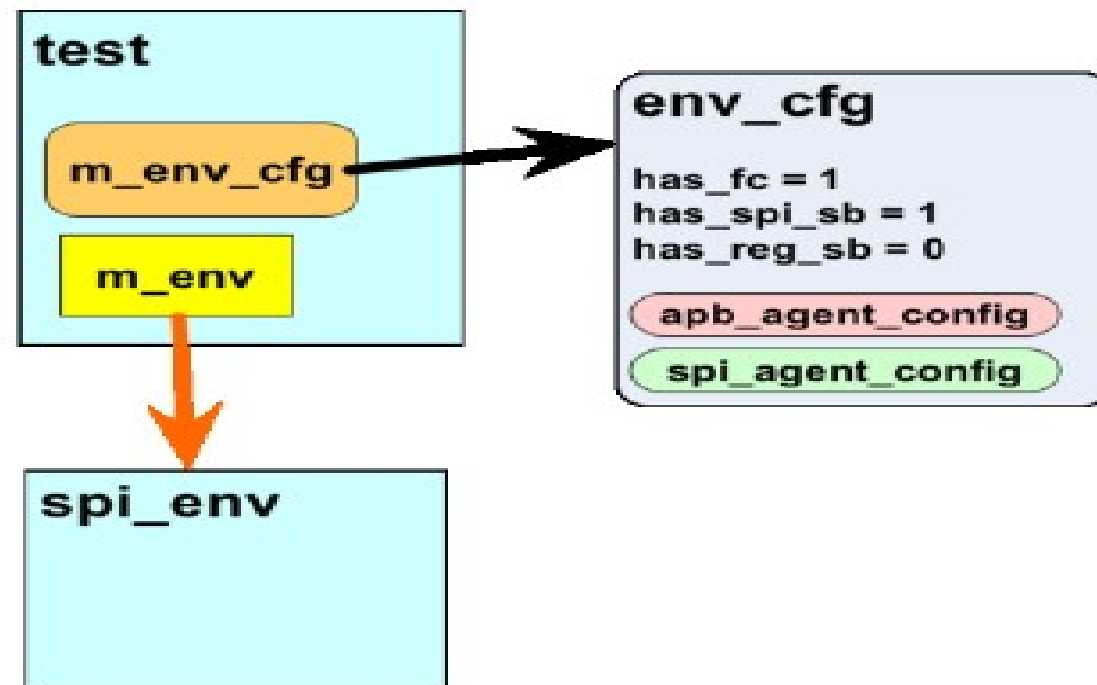 test
m_env_cfg
m_env
env_cfg
has_fc = 1
has_spi_sb = 1
has_reg_sb = 0
apb_agent_config
spi_agent_config
spi_env